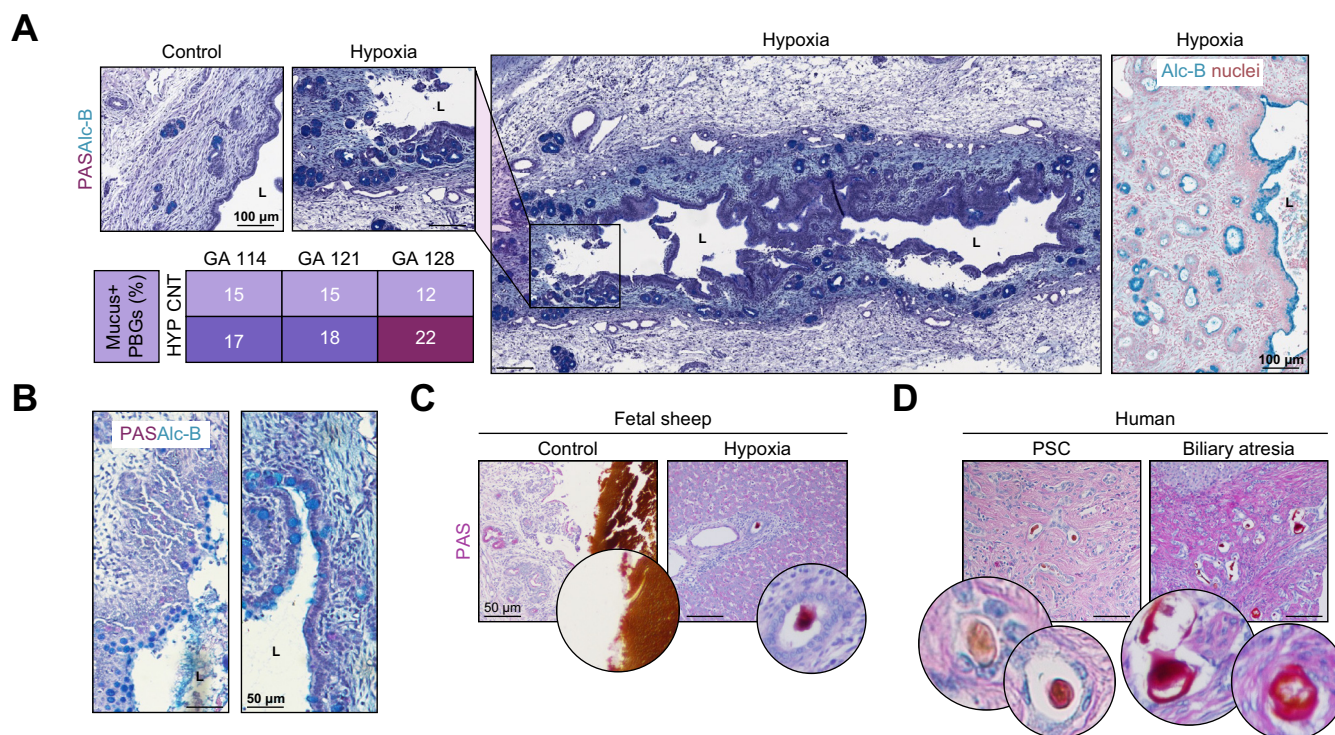 A
Control
Hypoxia
Hypoxia
Hypoxia
PASAlc-B
L
100 µm
L
L
L
Alc-B nuclei
L
100 µm
GA 114 GA 121 GA 128
Mucus+
PBGs (%)
CNT
15 15 12
HYP
17 18 22
B
PASAlc-B
L
L
50 µm
C
Fetal sheep
Control
Hypoxia
PAS
50 µm
D
Human
PSC
Biliary atresia